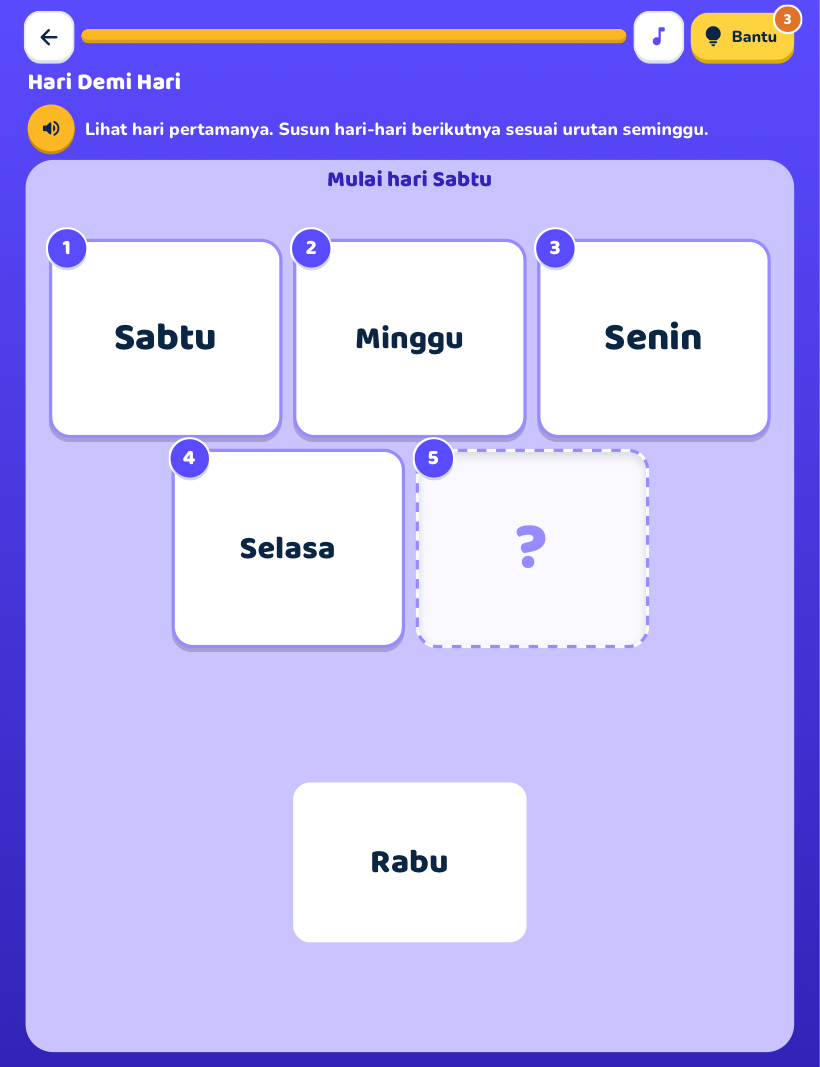 3
Bantu
Hari Demi Hari
Lihat hari pertamanya. Susun hari-hari berikutnya sesuai urutan seminggu.
Mulai hari Sabtu
1
Sabtu
2
Minggu
3
Senin
4
Selasa
5
?
Rabu